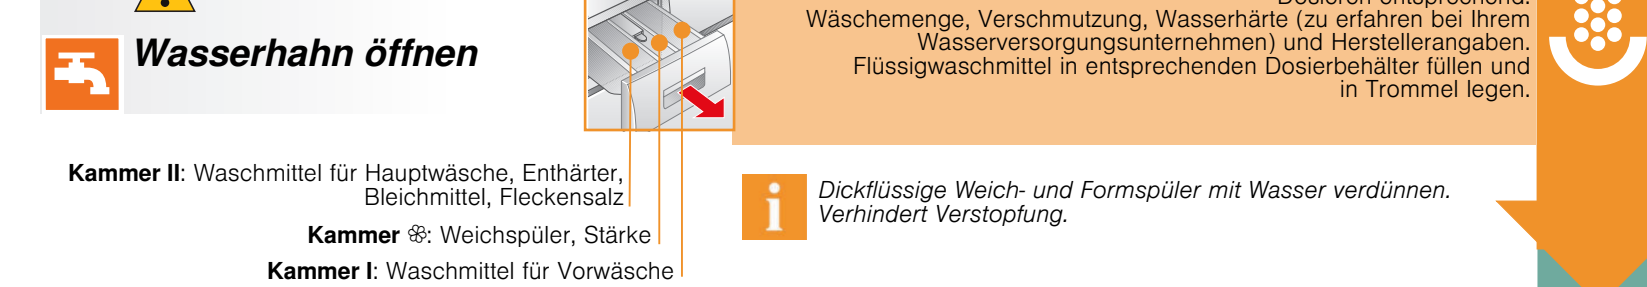 Wasserhahn öffnen
Dosieren entsprechend:
Wäschemenge, Verschmutzung, Wasserhärte (zu erfahren bei Ihrem
Wasserversorgungsunternehmen) und Herstellerangaben.
Flüssigwaschmittel in entsprechenden Dosierbehälter füllen und
in Trommel legen.
Kammer II: Waschmittel für Hauptwäsche, Enthärter,
Bleichmittel, Fleckensalz
Kammer ❀: Weichspüler, Stärke
Kammer I: Waschmittel für Vorwäsche
Dickflüssige Weich- und Formspüler mit Wasser verdünnen.
Verhindert Verstopfung.